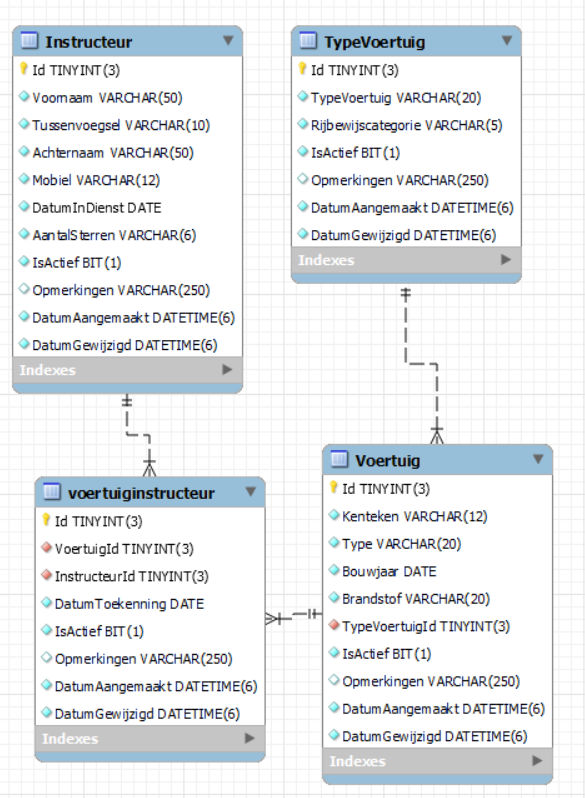 Instructeur
Id TINYINT(3)
Voornaam VARCHAR(50)
Tussenvoegsel VARCHAR(10)
Achternaam VARCHAR(50)
Mobiel VARCHAR(12)
DatumInDienst DATE
AantalSterren VARCHAR(6)
IsActief BIT(1)
Opmerkingen VARCHAR(250)
DatumAangemaakt DATETIME(6)
DatumGewijzigd DATETIME(6)
Indexes
TypeVoertuig
Id TINYINT(3)
TypeVoertuig VARCHAR(20)
Rijbewijscategorie VARCHAR(5)
IsActief BIT(1)
Opmerkingen VARCHAR(250)
DatumAangemaakt DATETIME(6)
DatumGewijzigd DATETIME(6)
Indexes
voertuiginstructeur
Id TINYINT(3)
VoertuigId TINYINT(3)
InstructeurId TINYINT(3)
DatumToekenning DATE
IsActief BIT(1)
Opmerkingen VARCHAR(250)
DatumAangemaakt DATETIME(6)
DatumGewijzigd DATETIME(6)
Indexes
Voertuig
Id TINYINT(3)
Kenteken VARCHAR(12)
Type VARCHAR(20)
Bouwjaar DATE
Brandstof VARCHAR(20)
TypeVoertuigId TINYINT(3)
IsActief BIT(1)
Opmerkingen VARCHAR(250)
DatumAangemaakt DATETIME(6)
DatumGewijzigd DATETIME(6)
Indexes